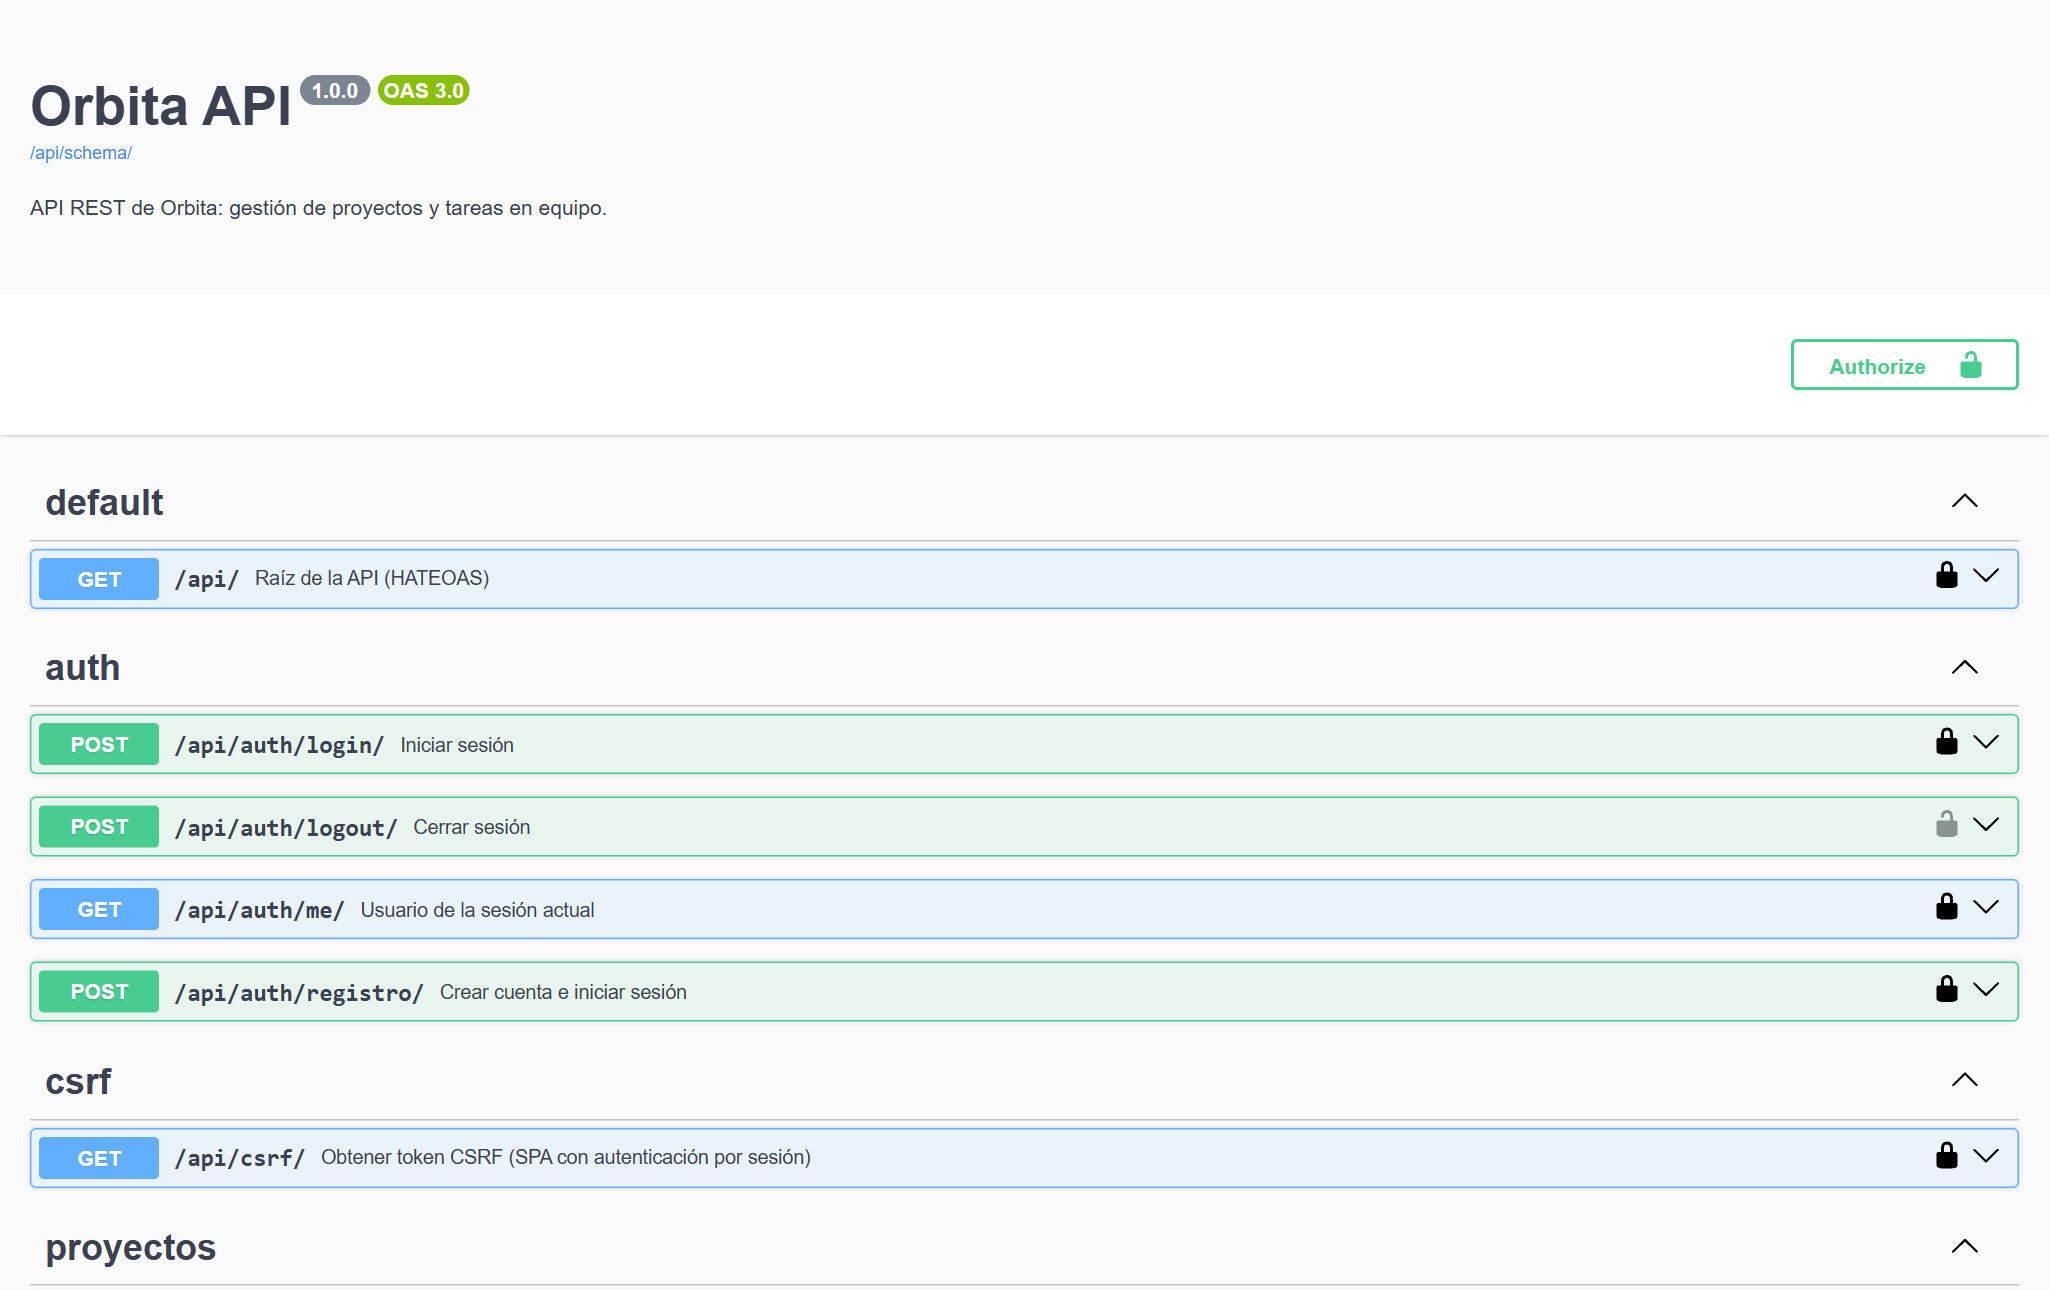 Orbita API 1.0.0 OAS 3.0
/api/schema/
API REST de Orbita: gestión de proyectos y tareas en equipo.
Authorize
default
GET /api/ Raíz de la API (HATEOAS)
auth
POST /api/auth/login/ Iniciar sesión
POST /api/auth/logout/ Cerrar sesión
GET /api/auth/me/ Usuario de la sesión actual
POST /api/auth/registro/ Crear cuenta e iniciar sesión
csrf
GET /api/csrf/ Obtener token CSRF (SPA con autenticación por sesión)
proyectos